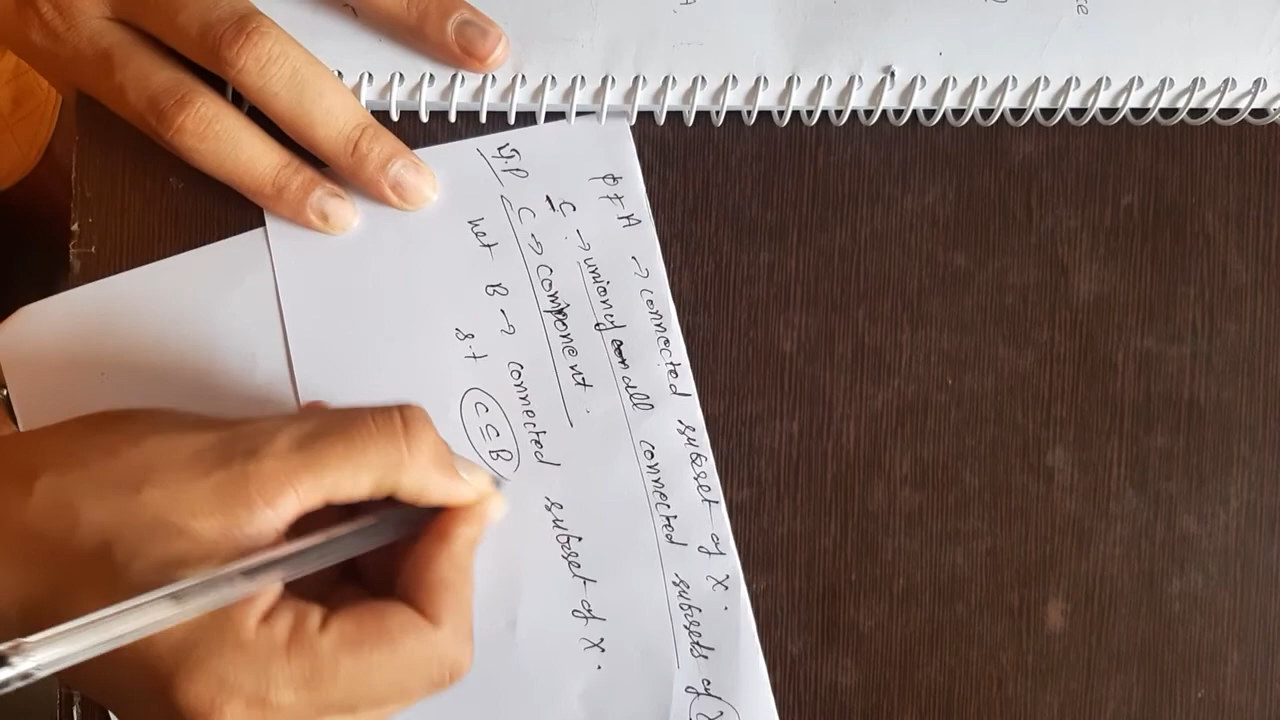 φ ≠ A → connected subset of X.
C → union of all connected subsets of X
T.P C → component.
Let B → connected subset of X.
s.t C ⊆ B